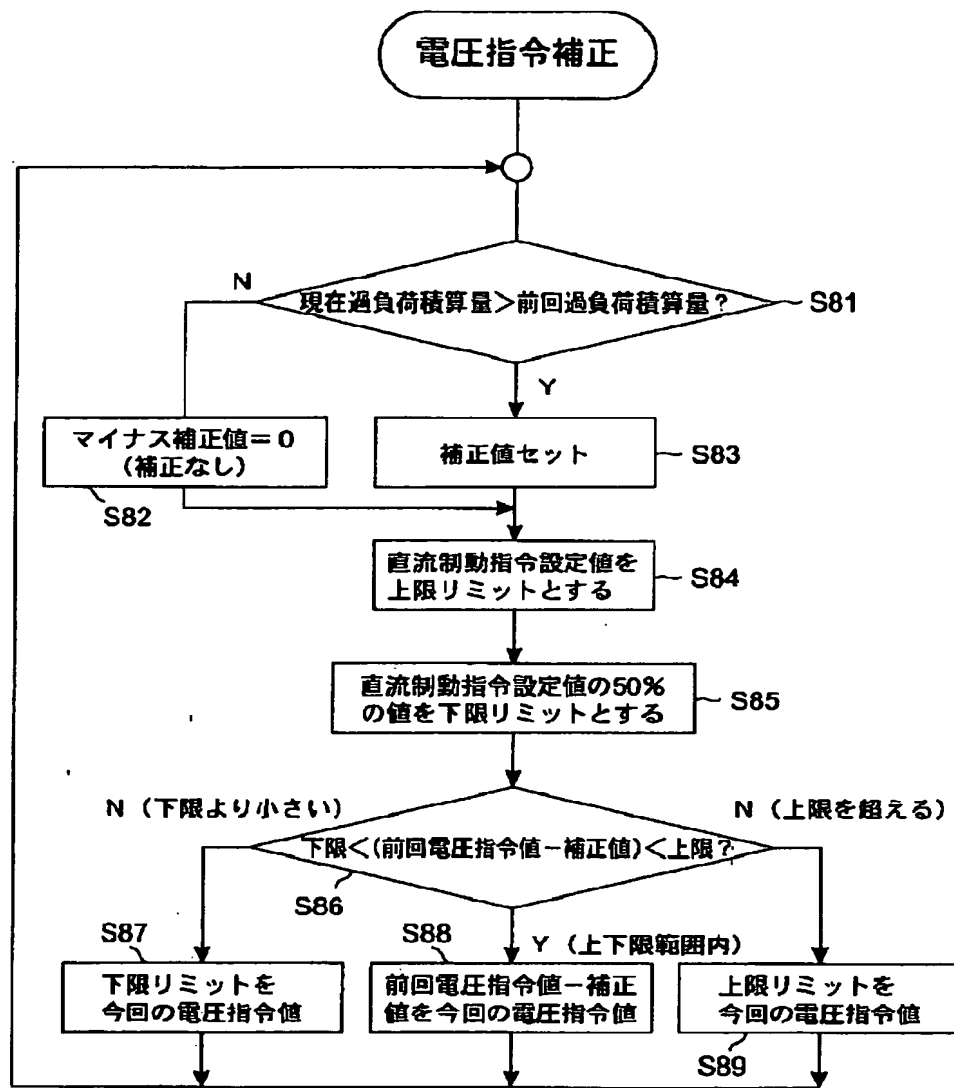 電圧指令補正
N
現在過負荷積算量＞前回過負荷積算量？
S81
Y
マイナス補正値＝0
（補正なし）
S82
補正値セット
S83
直流制動指令設定値を
上限リミットとする
S84
直流制動指令設定値の50％
の値を下限リミットとする
S85
N（下限より小さい）
N（上限を超える）
下限＜（前回電圧指令値－補正値）＜上限？
S86
Y（上下限範囲内）
S87
下限リミットを
今回の電圧指令値
S88
前回電圧指令値－補正
値を今回の電圧指令値
上限リミットを
今回の電圧指令値
S89